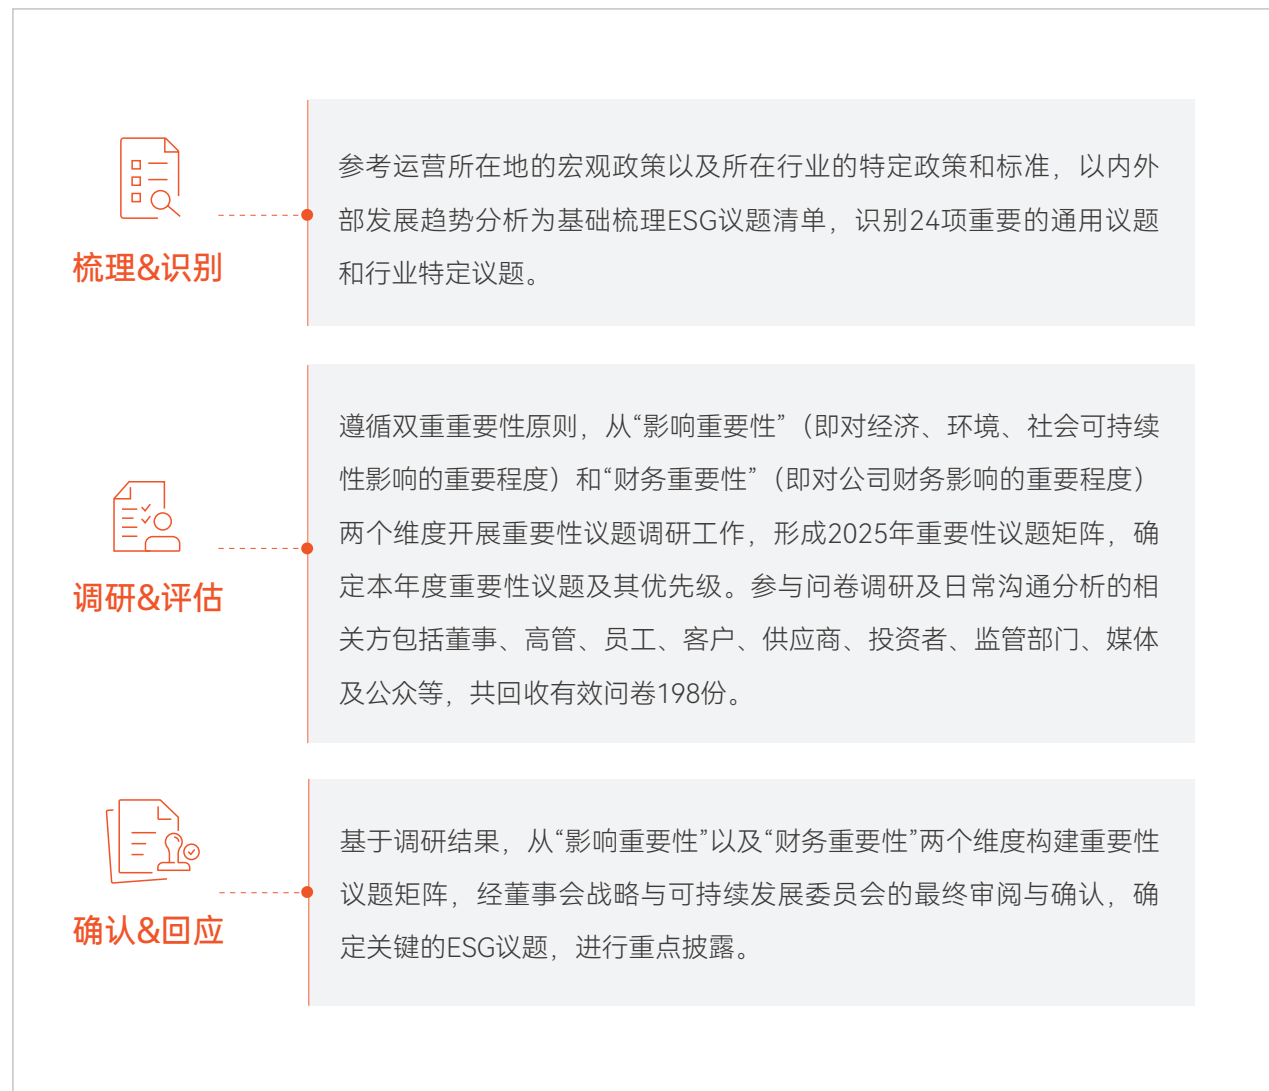 梳理&识别
参考运营所在地的宏观政策以及所在行业的特定政策和标准，以内外
部发展趋势分析为基础梳理ESG议题清单，识别24项重要的通用议题
和行业特定议题。
调研&评估
遵循双重重要性原则，从“影响重要性”（即对经济、环境、社会可持续
性影响的重要程度）和“财务重要性”（即对公司财务影响的重要程度）
两个维度开展重要性议题调研工作，形成2025年重要性议题矩阵，确
定本年度重要性议题及其优先级。参与问卷调研及日常沟通分析的相
关方包括董事、高管、员工、客户、供应商、投资者、监管部门、媒体
及公众等，共回收有效问卷198份。
确认&回应
基于调研结果，从“影响重要性”以及“财务重要性”两个维度构建重要性
议题矩阵，经董事会战略与可持续发展委员会的最终审阅与确认，确
定关键的ESG议题，进行重点披露。